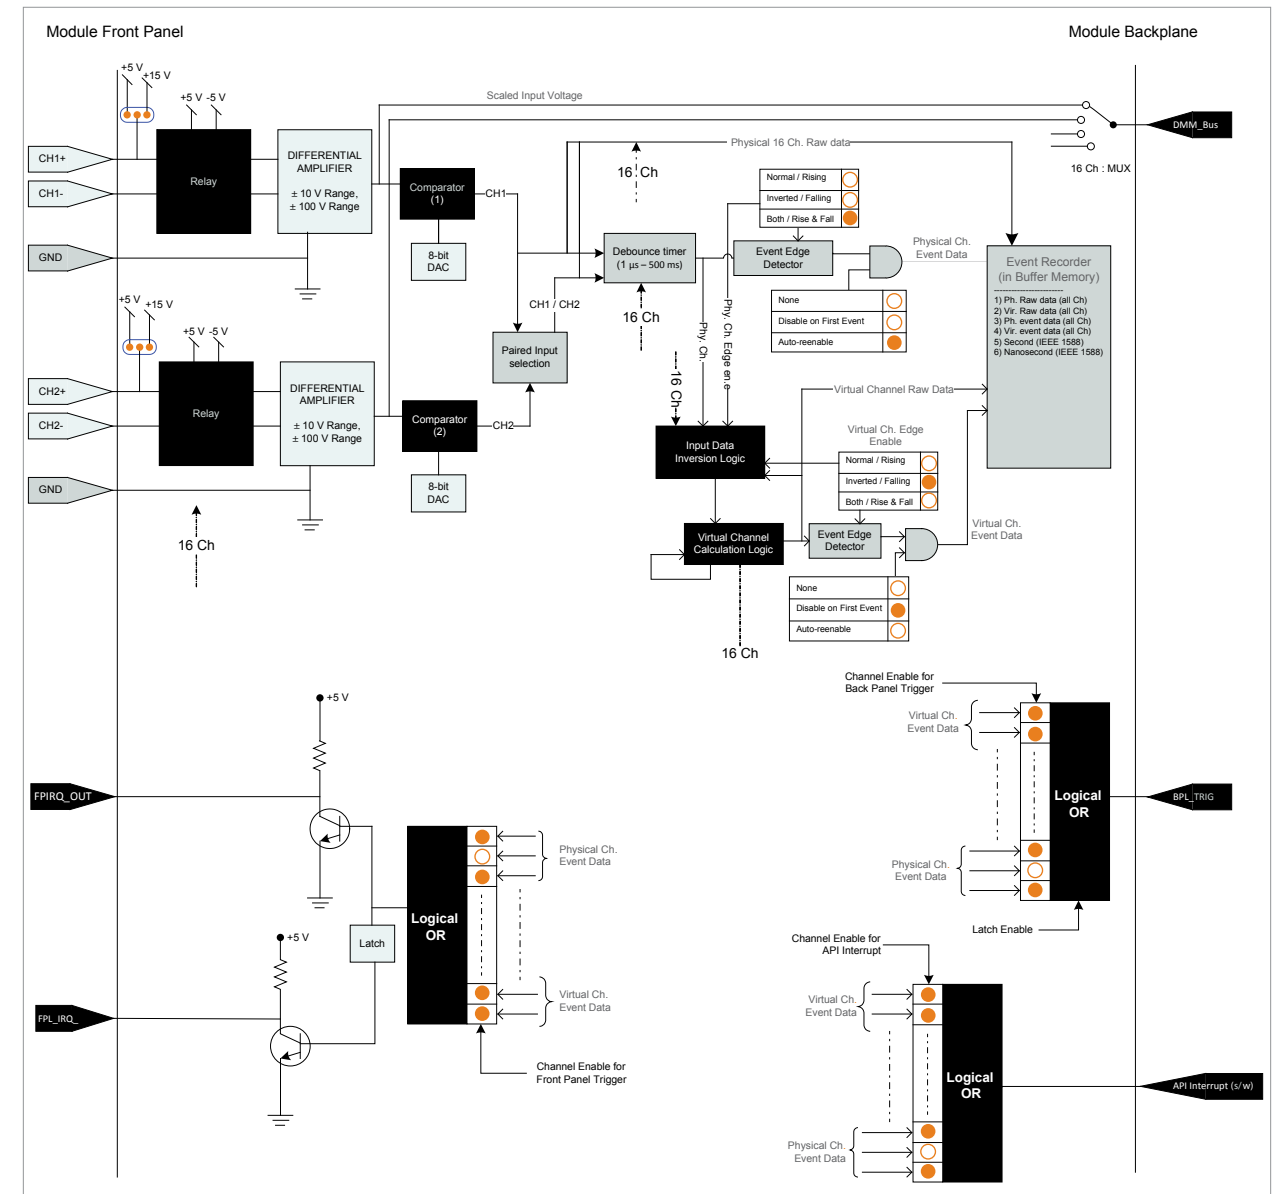 Module Front Panel
Module Backplane
+5 V
+15 V
+5 V -5 V
CH1+
CH1-
GND
Relay
DIFFERENTIAL
AMPLIFIER
± 10 V Range,
± 100 V Range
Comparator
(1)
8-bit
DAC
CH1
Scaled Input Voltage
Physical 16 Ch. Raw data
16 Ch
DMM_Bus
16 Ch : MUX
Normal / Rising
Inverted / Falling
Both / Rise & Fall
Debounce timer
(1 µs – 500 ms)
Event Edge
Detector
Physical Ch.
Event Data
None
Disable on First Event
Auto-reenable
Event Recorder
(in Buffer Memory)
-------------------------
1) Ph. Raw data (all Ch)
2) Vir. Raw data (all Ch)
3) Ph. event data (all Ch)
4) Vir. event data (all Ch)
5) Second (IEEE 1588)
6) Nanosecond (IEEE 1588)
CH1 / CH2
16 Ch
Phy. Ch.
Phy. Ch. Edge en.e
16 Ch
Paired Input
selection
+5 V
+15 V
+5 V -5 V
CH2+
CH2-
GND
Relay
DIFFERENTIAL
AMPLIFIER
± 10 V Range,
± 100 V Range
Comparator
(2)
8-bit
DAC
CH2
16 Ch
Input Data
Inversion Logic
Virtual Channel Raw Data
Virtual Ch. Edge
Enable
Normal / Rising
Inverted / Falling
Both / Rise & Fall
Virtual Channel
Calculation Logic
Event Edge
Detector
Virtual Ch.
Event Data
None
Disable on First Event
Auto-reenable
16 Ch
+5 V
FPIRQ_OUT
Logical
OR
Physical Ch.
Event Data
Latch
+5 V
FPL_IRQ_
Virtual Ch.
Event Data
Channel Enable for
Front Panel Trigger
Channel Enable for
Back Panel Trigger
Virtual Ch.
Event Data
Logical
OR
BPL_TRIG
Physical Ch.
Event Data
Latch Enable
Channel Enable for
API Interrupt
Virtual Ch.
Event Data
Logical
OR
API Interrupt (s/w)
Physical Ch.
Event Data